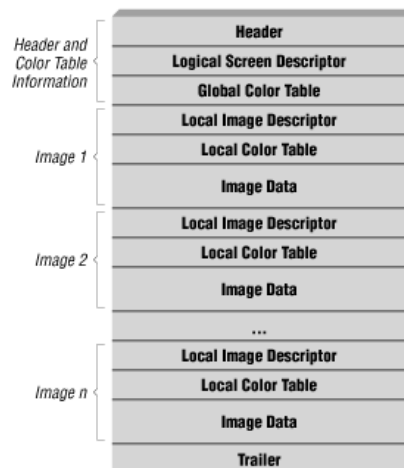 Header and
Color Table
Information
Header
Logical Screen Descriptor
Global Color Table
Image 1
Local Image Descriptor
Local Color Table
Image Data
Image 2
Local Image Descriptor
Local Color Table
Image Data
...
Image n
Local Image Descriptor
Local Color Table
Image Data
Trailer